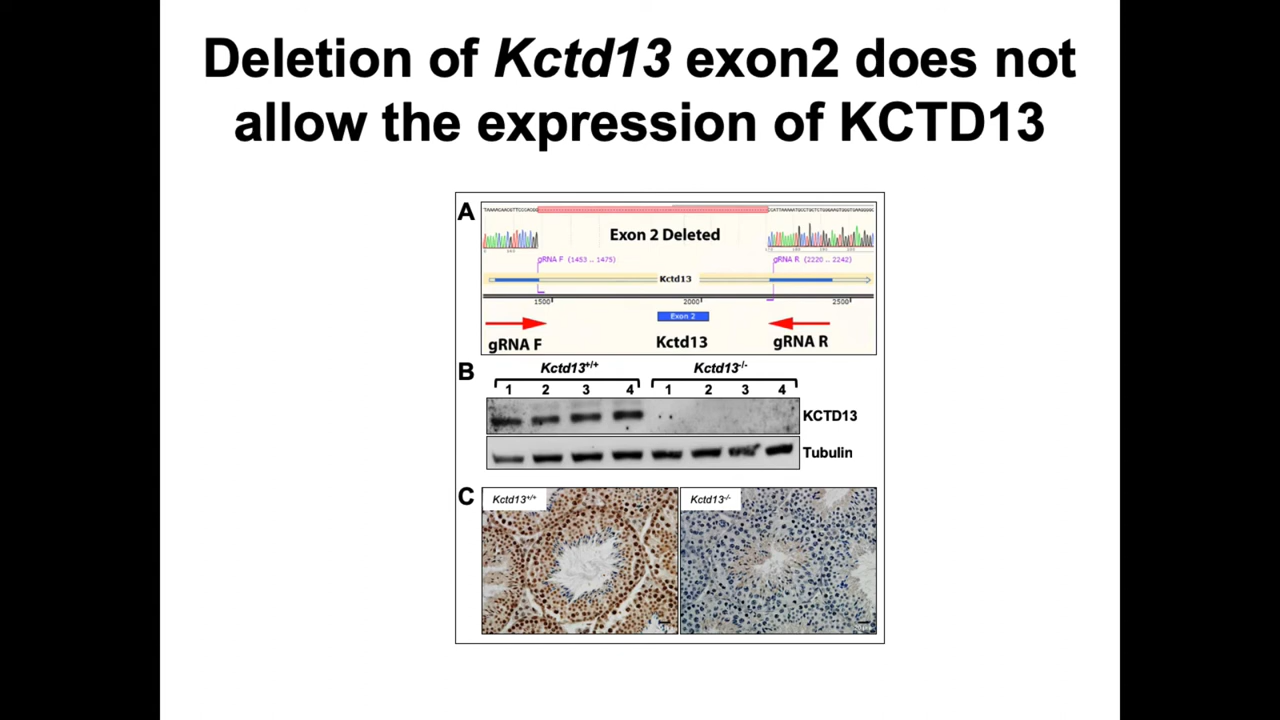 Deletion of Kctd13 exon2 does not
allow the expression of KCTD13
A
Exon 2 Deleted
gRNA F (1453 .. 1475)
gRNA R (2220 .. 2242)
Kctd13
1500
2000
2500
Exon 2
gRNA F
Kctd13
gRNA R
B
Kctd13+/+
Kctd13-/-
1 2 3 4 1 2 3 4
KCTD13
Tubulin
C
Kctd13+/+
Kctd13-/-